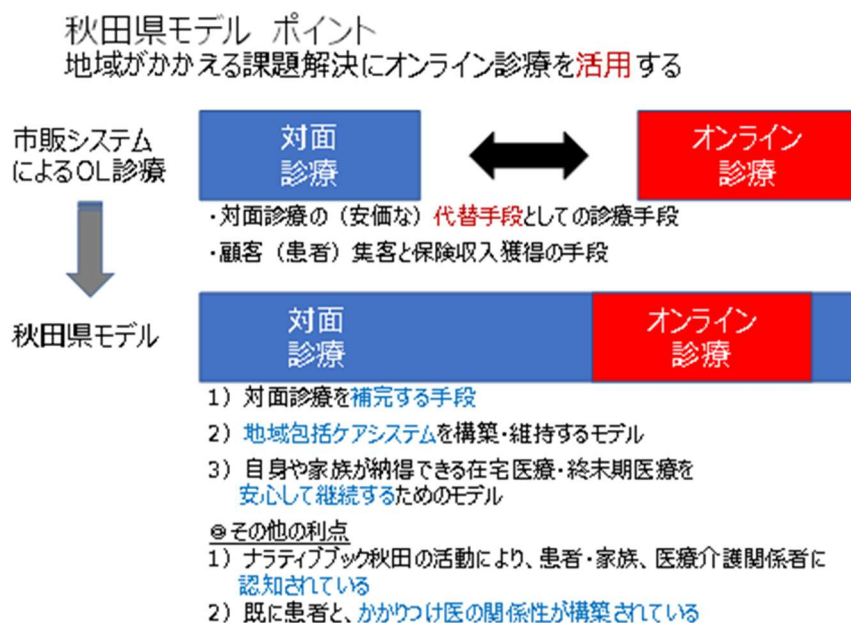 秋田県モデル ポイント
地域がかかえる課題解決にオンライン診療を活用する
市販システム
によるOL診療
対面
診療
オンライン
診療
・対面診療の（安価な）代替手段としての診療手段
・顧客（患者）集客と保険収入獲得の手段
秋田県モデル
対面
診療
オンライン
診療
1）対面診療を補完する手段
2）地域包括ケアシステムを構築・維持するモデル
3）自身や家族が納得できる在宅医療・終末期医療を
安心して継続するためのモデル
＠その他の利点
1）ナラティブブック秋田の活動により、患者・家族、医療介護関係者に
認知されている
2）既に患者と、かかりつけ医の関係性が構築されている